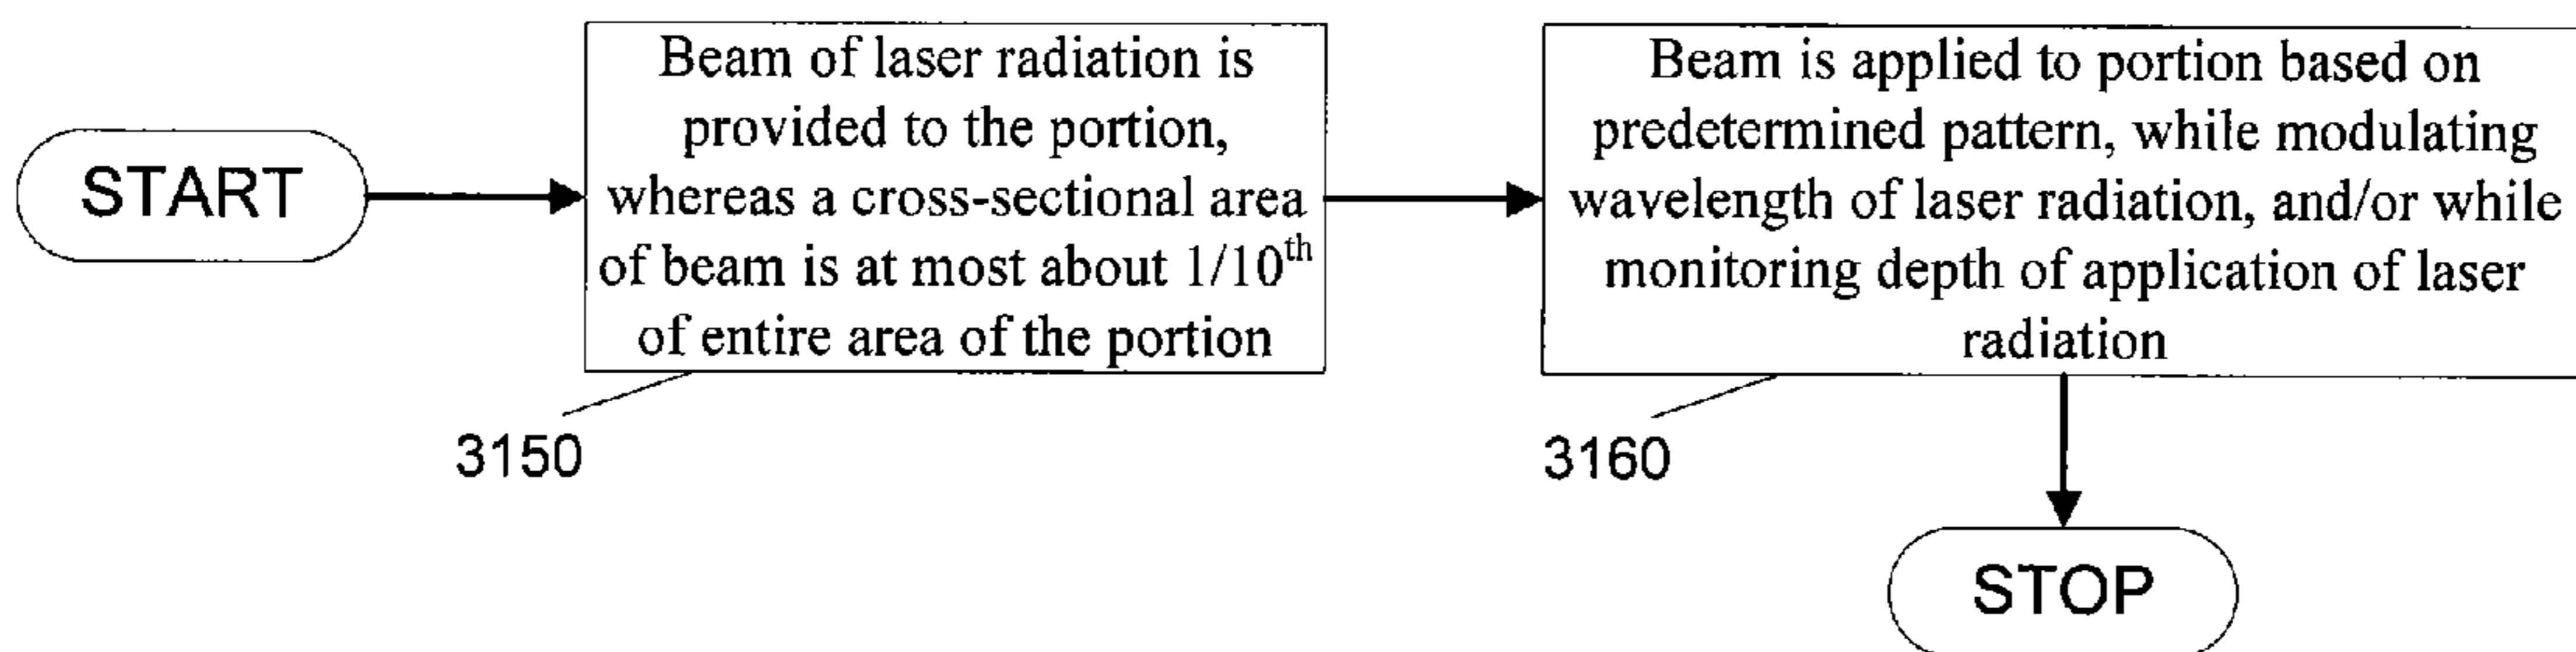 START
Beam of laser radiation is
provided to the portion,
whereas a cross-sectional area
of beam is at most about 1/10th
of entire area of the portion
3150
Beam is applied to portion based on
predetermined pattern, while modulating
wavelength of laser radiation, and/or while
monitoring depth of application of laser
radiation
3160
STOP